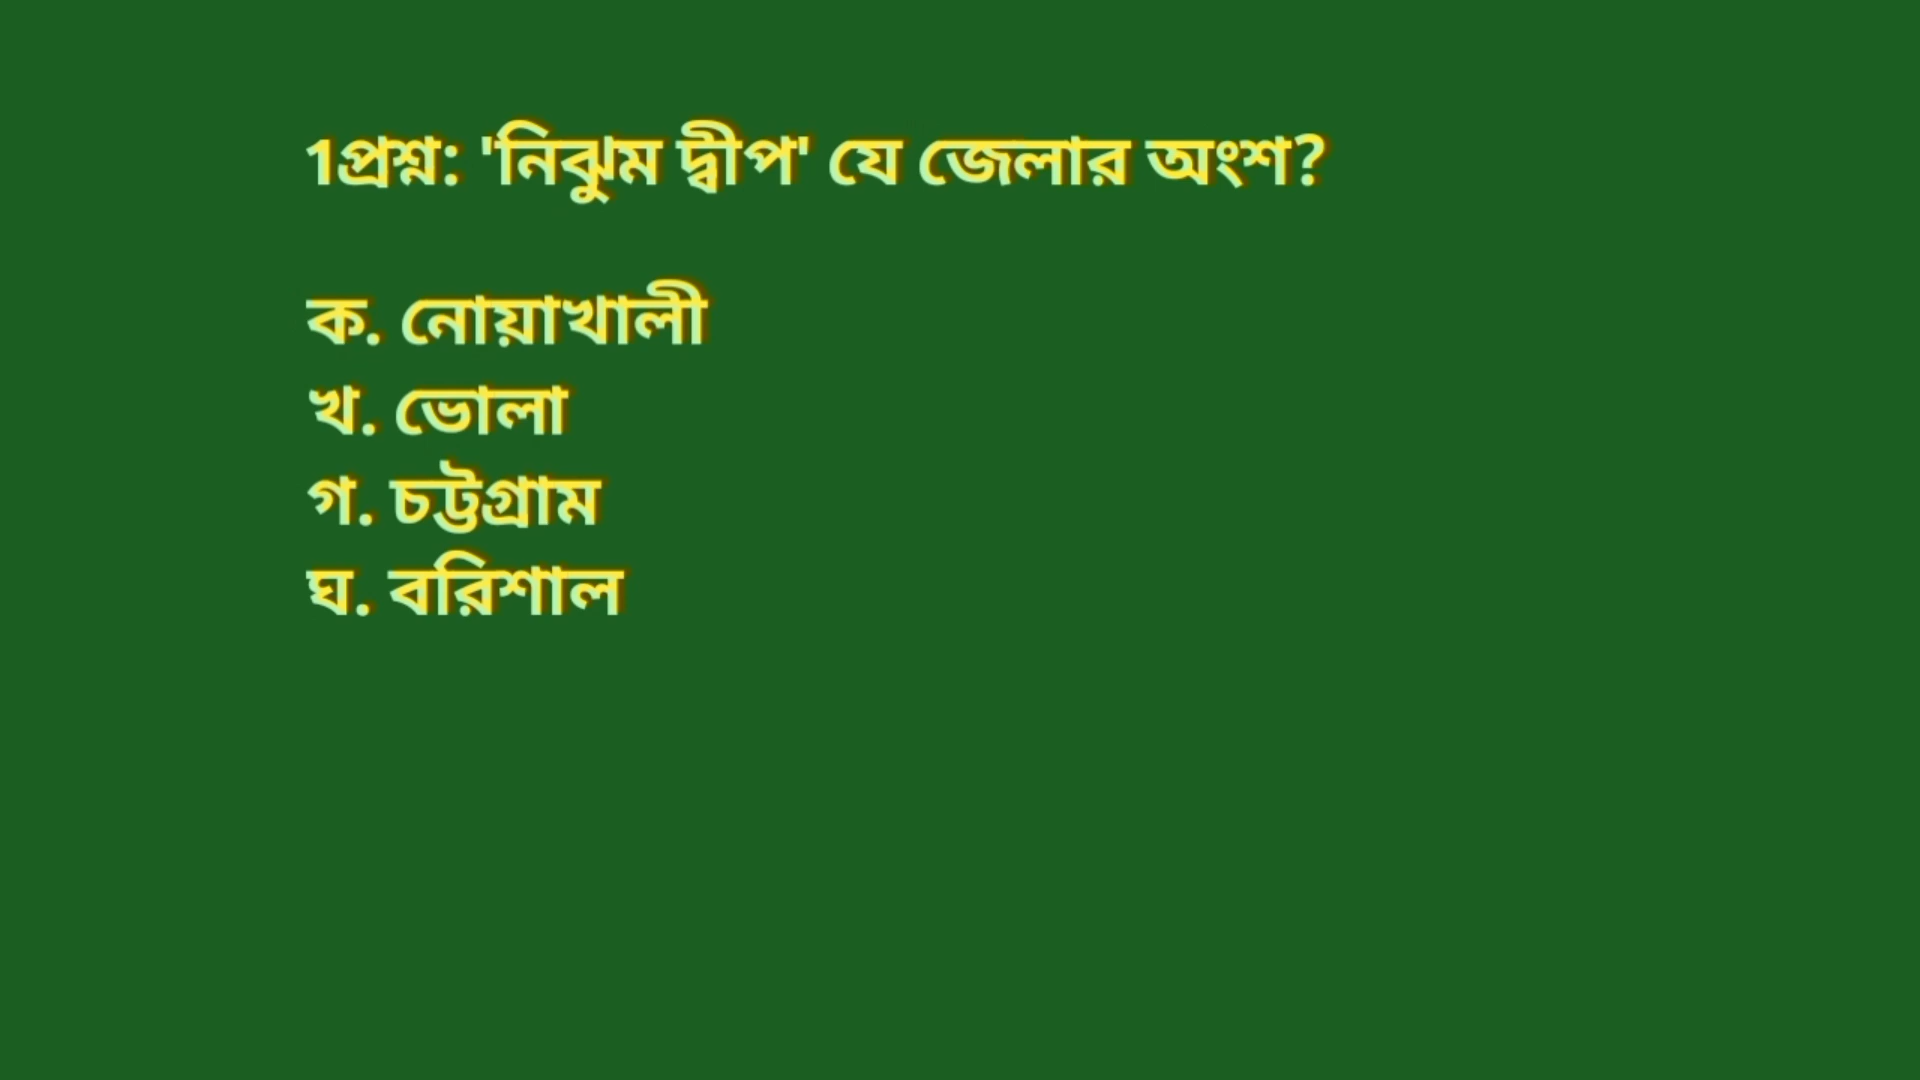 1প্রশ্ন: 'নিঝুম দ্বীপ' যে জেলার অংশ?
ক. নোয়াখালী
খ. ভোলা
গ. চট্টগ্রাম
ঘ. বরিশাল